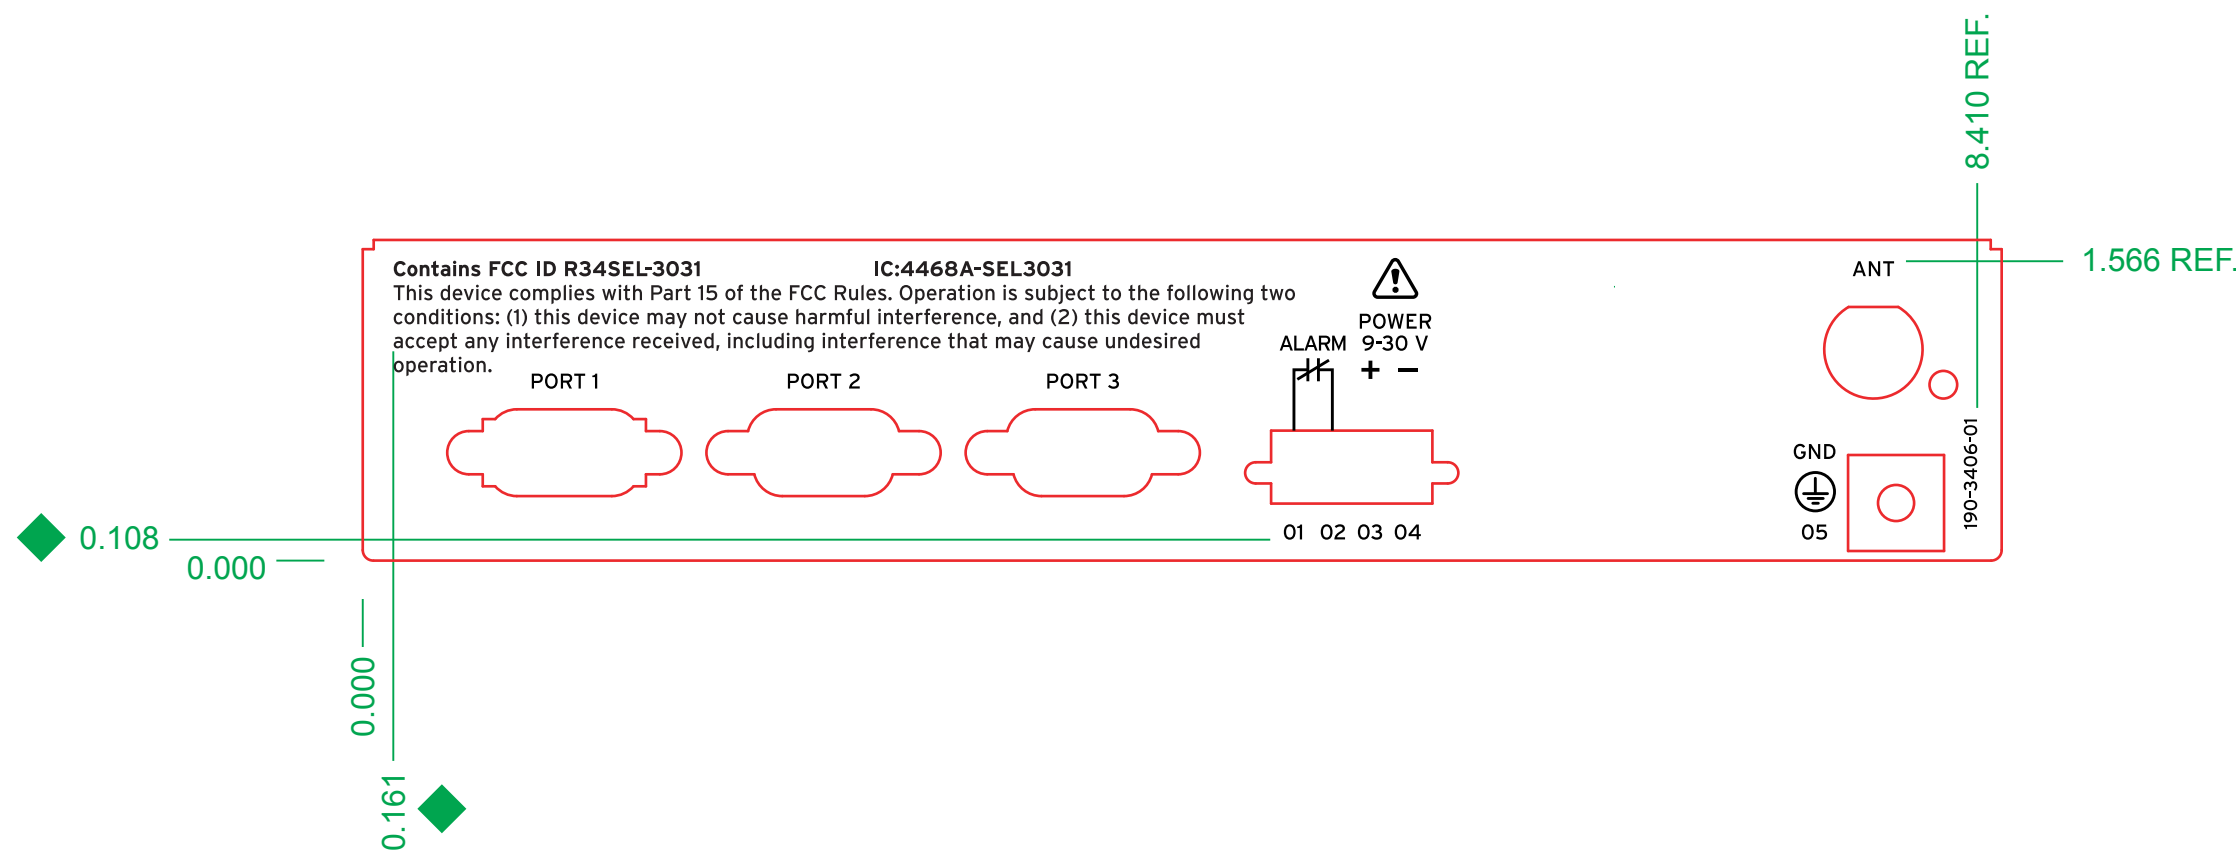 8.410 REF.
1.566 REF.
Contains FCC ID R34SEL-3031 IC:4468A-SEL3031
This device complies with Part 15 of the FCC Rules. Operation is subject to the following two
conditions: (1) this device may not cause harmful interference, and (2) this device must
accept any interference received, including interference that may cause undesired
operation.
POWER
9-30 V
+ −
ALARM
ANT
PORT 1
PORT 2
PORT 3
GND
05
190-3406-01
01 02 03 04
0.108
0.000
0.000
0.161